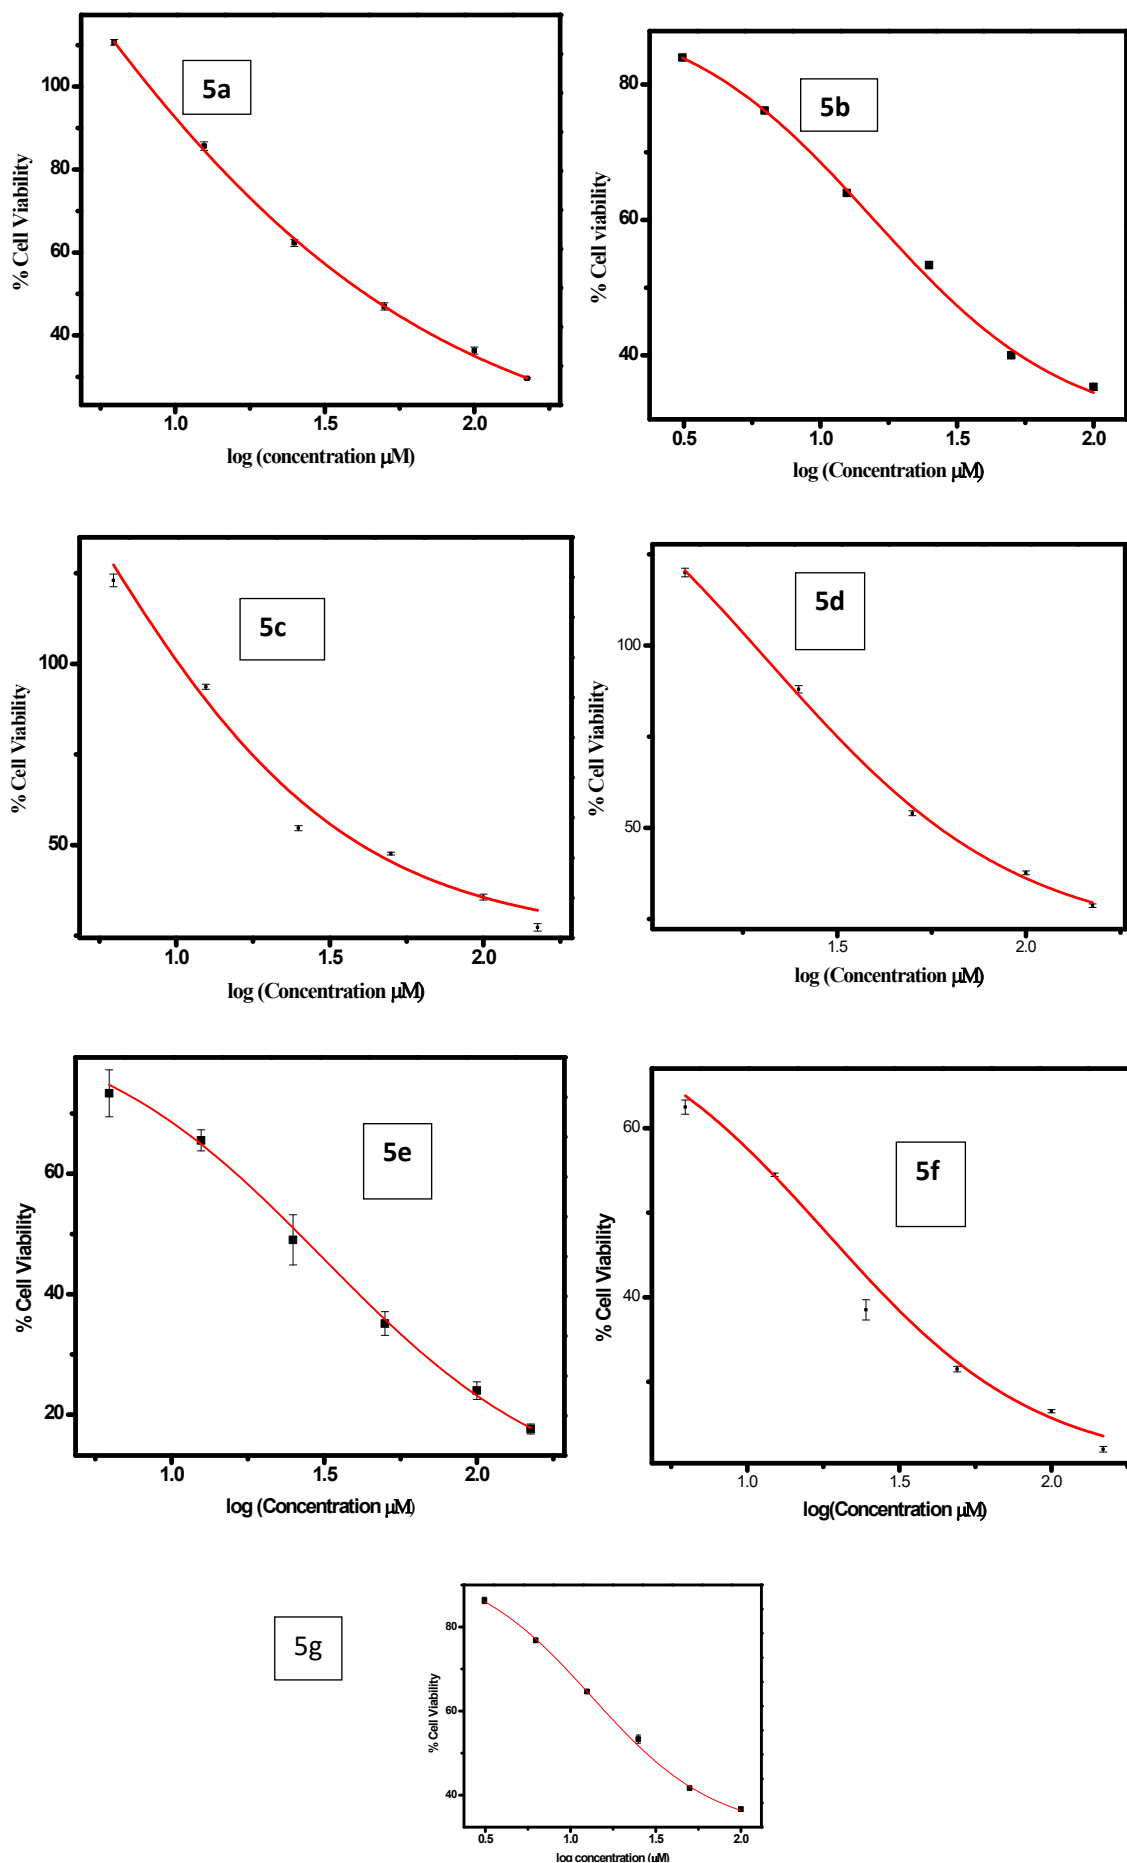 5a
% Cell Viability
100
80
60
40
1.0 1.5 2.0
log (concentration μM)
5b
% Cell viability
80
60
40
0.5 1.0 1.5 2.0
log (Concentration μM)
5c
% Cell Viability
100
50
1.0 1.5 2.0
log (Concentration μM)
5d
% Cell Viability
100
50
1.5 2.0
log (Concentration μM)
5e
% Cell Viability
60
40
20
1.0 1.5 2.0
log (Concentration μM)
5f
% Cell Viability
60
40
1.0 1.5 2.0
log(Concentration μM)
5g
% Cell Viability
80
60
40
0.5 1.0 1.5 2.0
log concentration (μM)